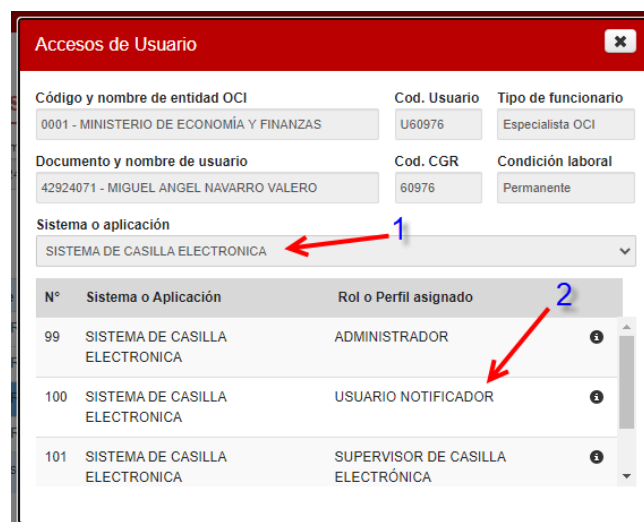 Accesos de Usuario
Código y nombre de entidad OCI Cod. Usuario Tipo de funcionario
0001 - MINISTERIO DE ECONOMÍA Y FINANZAS U60976 Especialista OCI
Documento y nombre de usuario Cod. CGR Condición laboral
42924071 - MIGUEL ANGEL NAVARRO VALERO 60976 Permanente
Sistema o aplicación 1
SISTEMA DE CASILLA ELECTRONICA
N° Sistema o Aplicación Rol o Perfil asignado 2
99 SISTEMA DE CASILLA ADMINISTRADOR
ELECTRONICA
100 SISTEMA DE CASILLA USUARIO NOTIFICADOR
ELECTRONICA
101 SISTEMA DE CASILLA SUPERVISOR DE CASILLA
ELECTRONICA ELECTRÓNICA